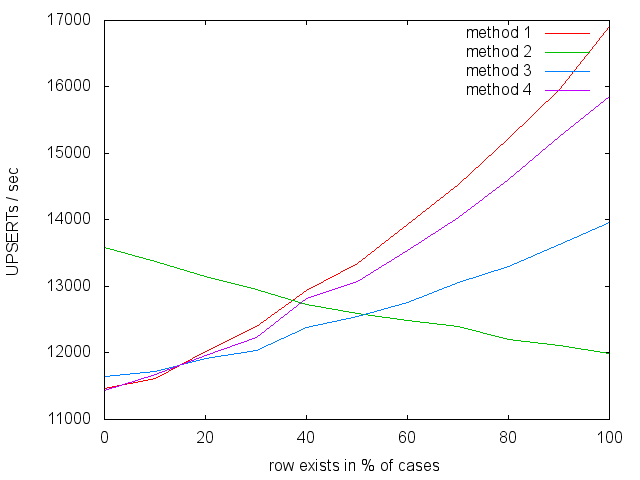 17000
16000
15000
14000
13000
12000
11000
UPSERTs / sec
method 1
method 2
method 3
method 4
0 20 40 60 80 100
row exists in % of cases